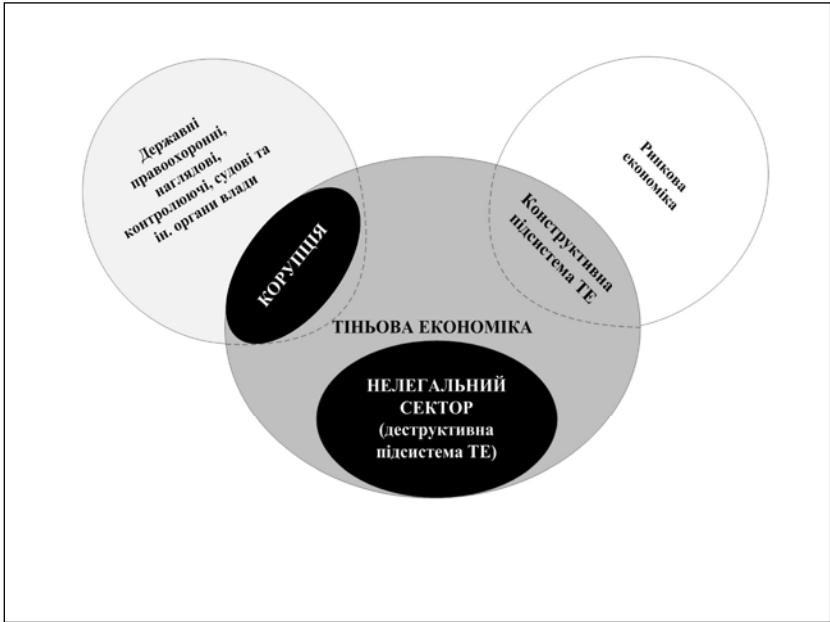 Державні
правоохоронні,
наглядові,
контролюючі, судові та
ін. органи влади
КОРУПЦІЯ
Ринкова
економіка
Конструктивна
підсистема ТЕ
ТІНЬОВА ЕКОНОМІКА
НЕЛЕГАЛЬНИЙ
СЕКТОР
(деструктивна
підсистема ТЕ)